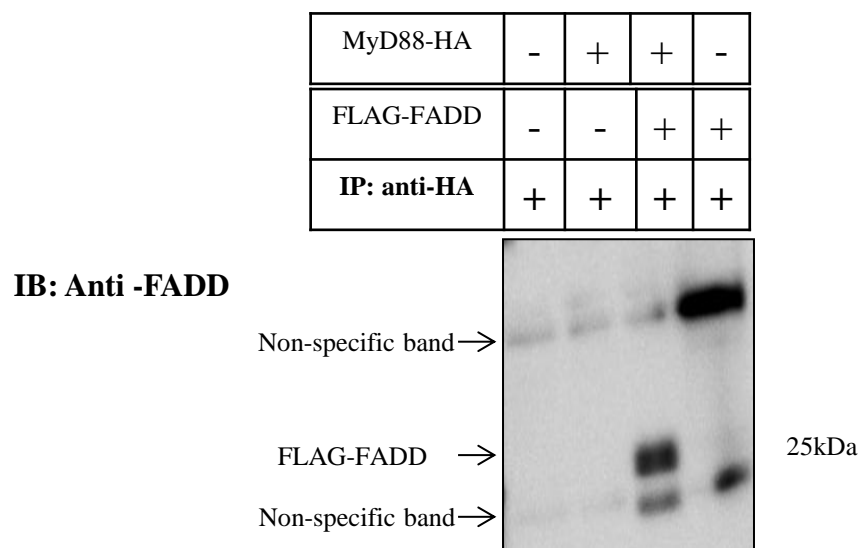 MyD88-HA - + + -
FLAG-FADD - - + +
IP: anti-HA + + + +
IB: Anti -FADD
Non-specific band
FLAG-FADD 25kDa
Non-specific band